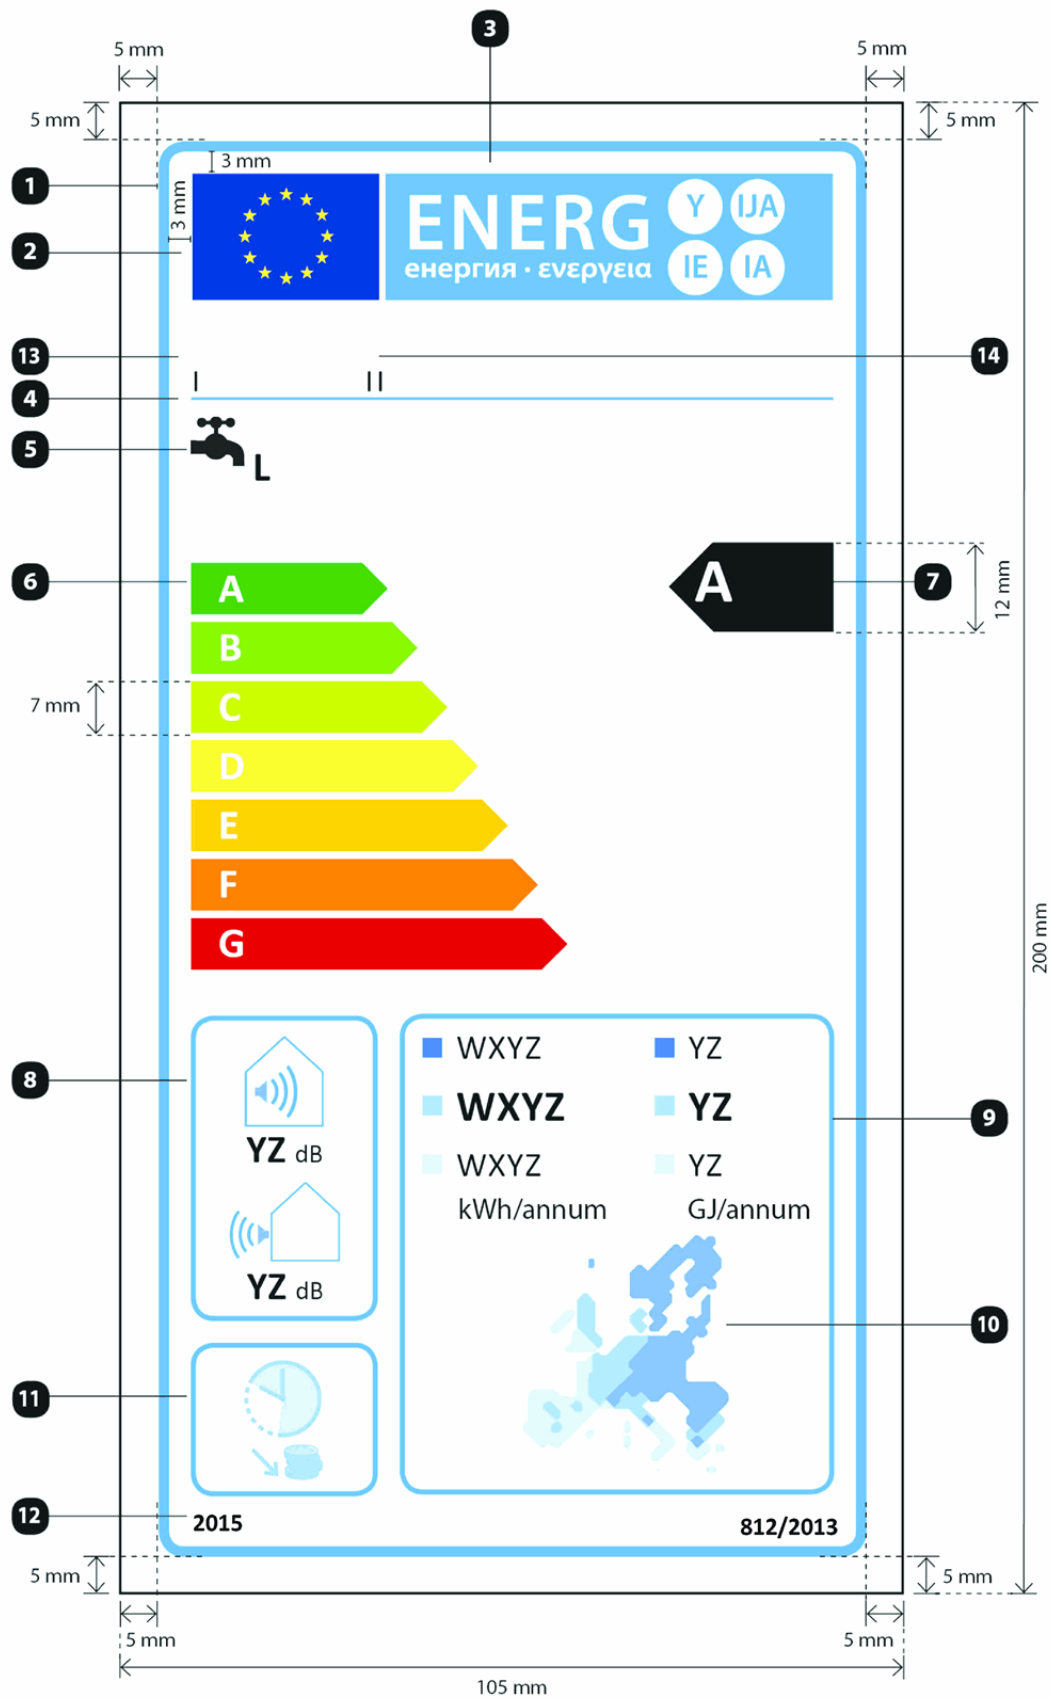 3
5 mm
5 mm
5 mm
5 mm
3 mm
1
3 mm
2
ENERG
енергия · ενεργεια
Y
IJA
IE
IA
13
14
I
II
4
5
L
6
A
A
7
12 mm
B
7 mm
C
D
E
F
G
200 mm
8
WXYZ
YZ
WXYZ
YZ
9
YZ dB
WXYZ
YZ
kWh/annum
GJ/annum
YZ dB
10
11
12
2015
812/2013
5 mm
5 mm
5 mm
5 mm
105 mm